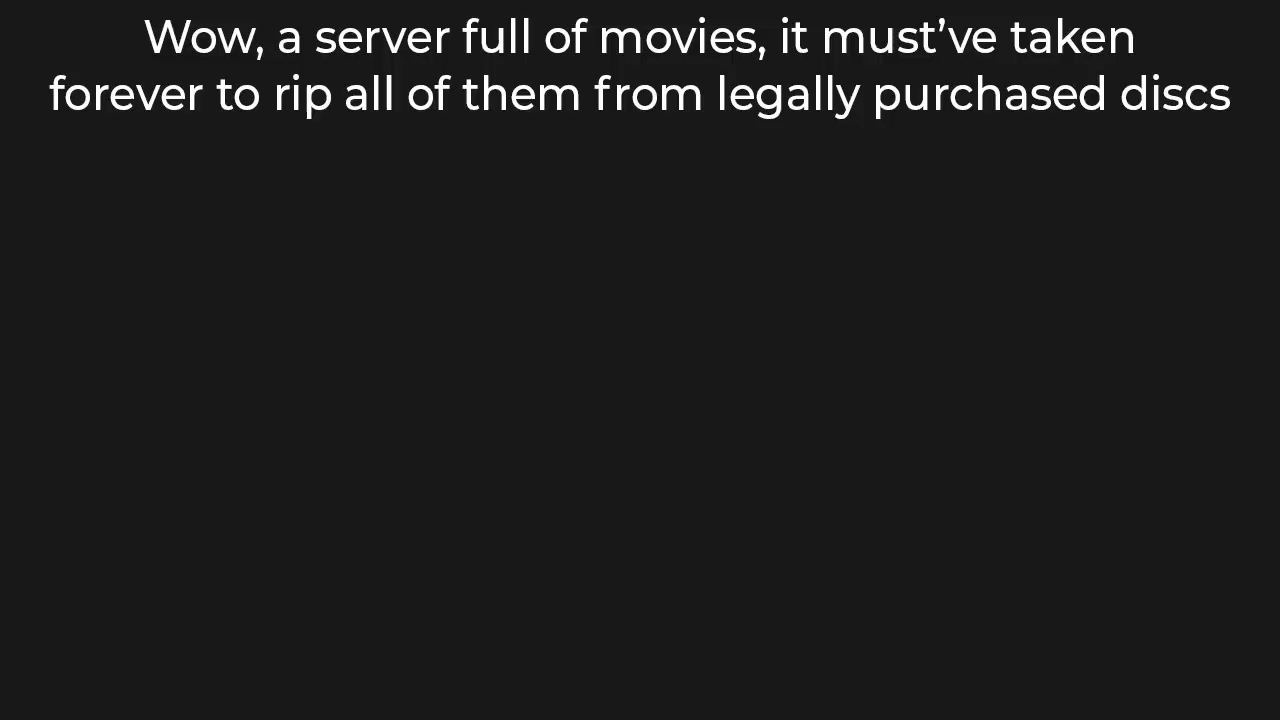 Wow, a server full of movies, it must’ve taken
forever to rip all of them from legally purchased discs